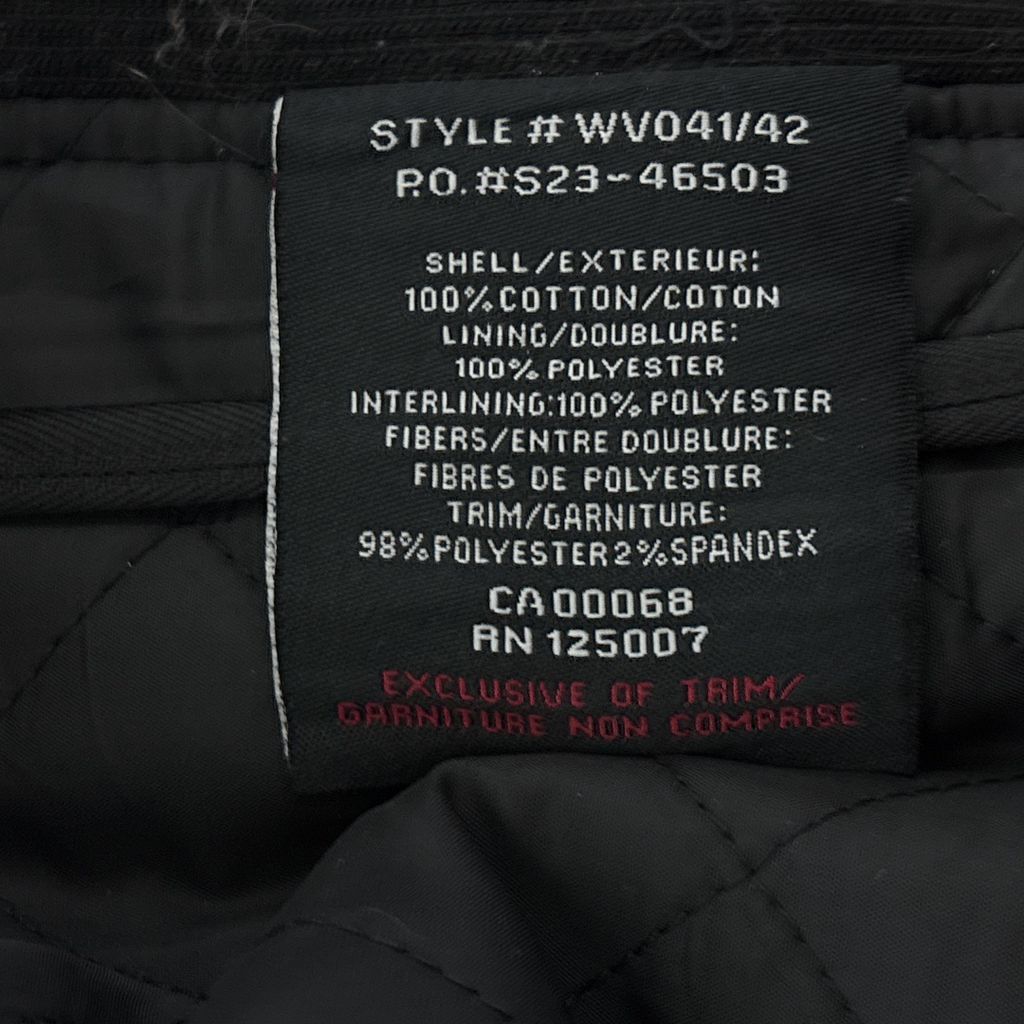 STYLE # WV041/42
P.O. #S23-46503
SHELL/EXTERIEUR:
100%COTTON/COTON
LINING/DOUBLURE:
100% POLYESTER
INTERLINING:100% POLYESTER
FIBERS/ENTRE DOUBLURE:
FIBRES DE POLYESTER
TRIM/GARNITURE:
98%POLYESTER 2%SPANDEX
CA00068
RN 125007
EXCLUSIVE OF TRIM/
GARNITURE NON COMPRISE